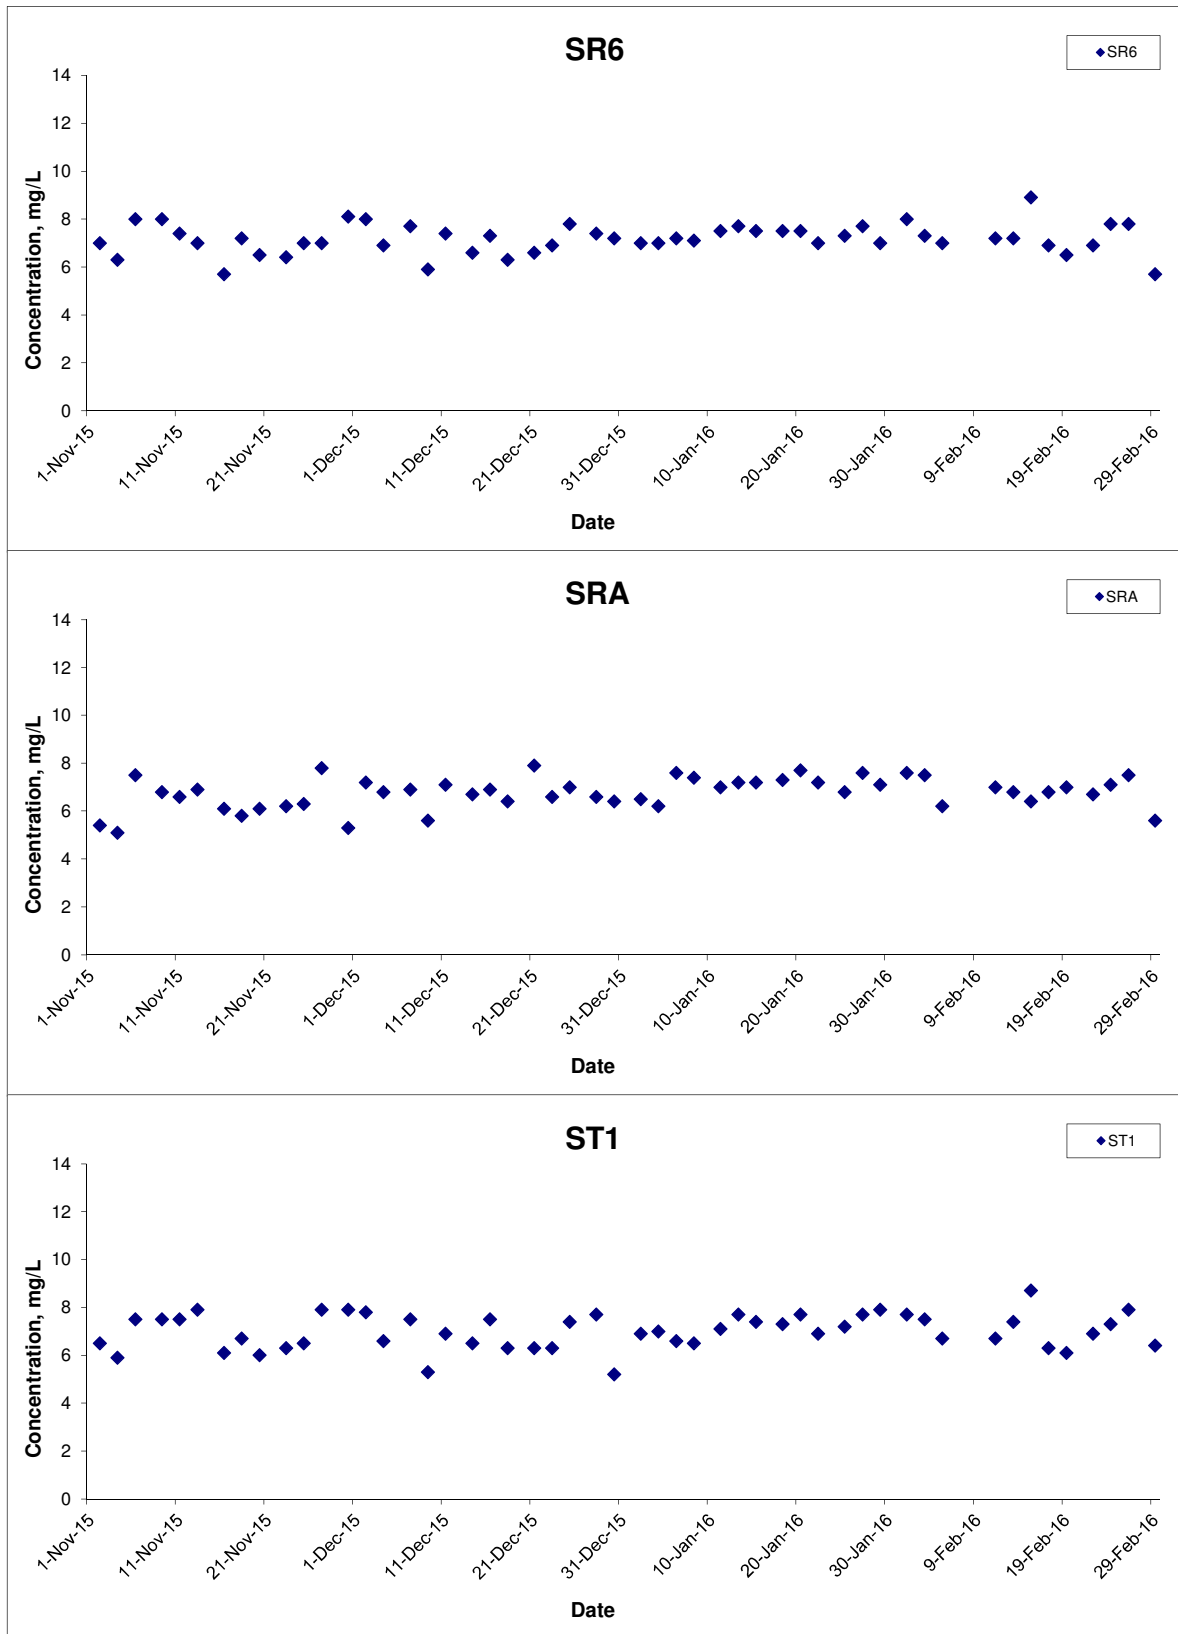 SR6
SR6
Concentration, mg/L
14
12
10
8
6
4
2
0
1-Nov-15
11-Nov-15
21-Nov-15
1-Dec-15
11-Dec-15
21-Dec-15
31-Dec-15
10-Jan-16
20-Jan-16
30-Jan-16
9-Feb-16
19-Feb-16
29-Feb-16
Date
SRA
SRA
Concentration, mg/L
14
12
10
8
6
4
2
0
1-Nov-15
11-Nov-15
21-Nov-15
1-Dec-15
11-Dec-15
21-Dec-15
31-Dec-15
10-Jan-16
20-Jan-16
30-Jan-16
9-Feb-16
19-Feb-16
29-Feb-16
Date
ST1
ST1
Concentration, mg/L
14
12
10
8
6
4
2
0
1-Nov-15
11-Nov-15
21-Nov-15
1-Dec-15
11-Dec-15
21-Dec-15
31-Dec-15
10-Jan-16
20-Jan-16
30-Jan-16
9-Feb-16
19-Feb-16
29-Feb-16
Date